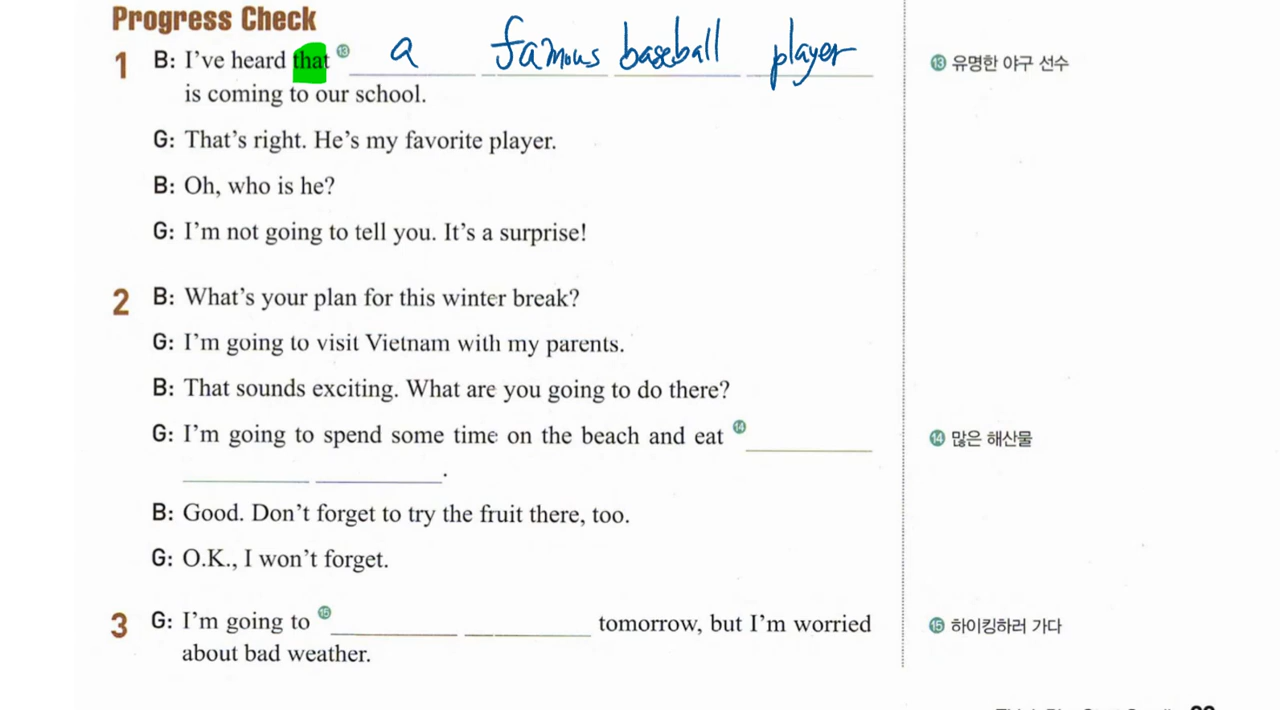 Progress Check
1 B: I've heard that ⑬ a famous baseball player ⑬ 유명한 야구 선수
is coming to our school.
G: That's right. He's my favorite player.
B: Oh, who is he?
G: I'm not going to tell you. It's a surprise!
2 B: What's your plan for this winter break?
G: I'm going to visit Vietnam with my parents.
B: That sounds exciting. What are you going to do there?
G: I'm going to spend some time on the beach and eat ⑭ ⑭ 많은 해산물
.
B: Good. Don't forget to try the fruit there, too.
G: O.K., I won't forget.
3 G: I'm going to ⑮ tomorrow, but I'm worried ⑮ 하이킹하러 가다
about bad weather.